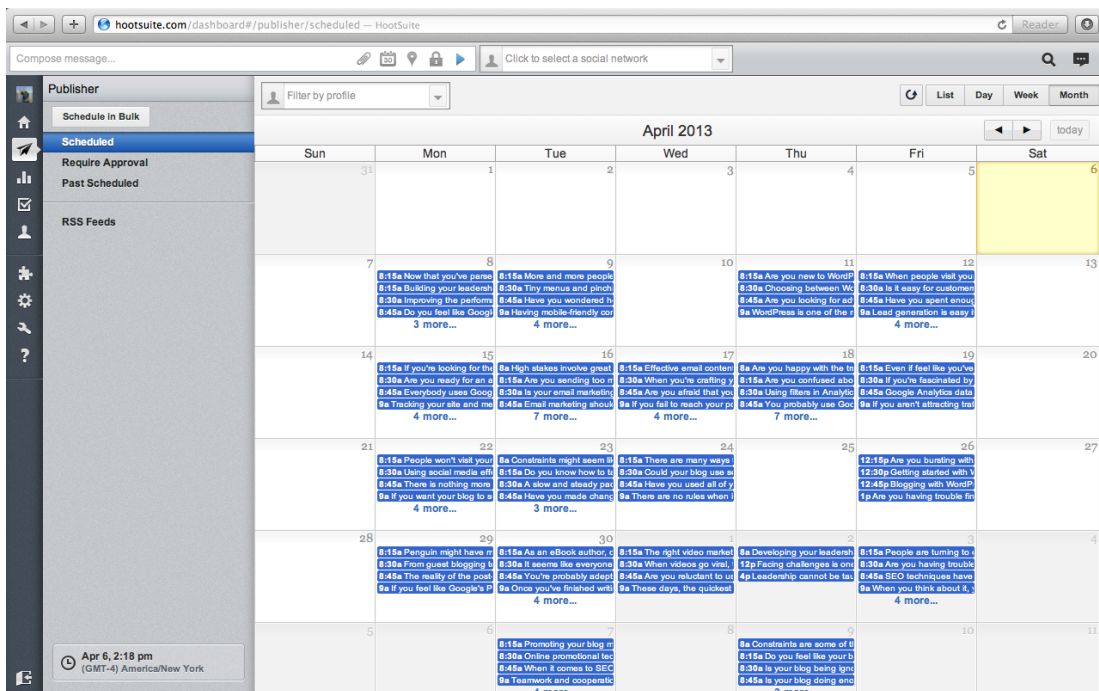 hootsuite.com/dashboard#/publisher/scheduled — HootSuite
Reader
Compose message...
30
Click to select a social network
Publisher
Schedule in Bulk
Scheduled
Require Approval
Past Scheduled
RSS Feeds
Apr 6, 2:18 pm
(GMT-4) America/New York
Filter by profile
List Day Week Month
April 2013
today
Sun Mon Tue Wed Thu Fri Sat
31 1 2 3 4 5 6
7 8 9 10 11 12 13
8:15a Now that you've parse
8:15a Building your leadersh
8:30a Improving the performa
8:45a Do you feel like Googl
3 more...
8:15a More and more people
8:30a Tiny menus and pinchi
8:45a Have you wondered h
9a Having mobile-friendly con
4 more...
8:15a Are you new to WordP
8:30a Choosing between Wo
8:45a Are you looking for ad
9a WordPress is one of the
8:15a When people visit you
8:30a Is it easy for customers
8:45a Have you spent enoug
9a Lead generation is easy i
4 more...
14 15 16 17 18 19 20
8:15a If you're looking for the
8:30a Are you ready for an a
8:45a Everybody uses Goog
9a Tracking your site and me
4 more...
8a High stakes involve great
8:15a Are you sending too m
8:30a Is your email marketing
8:45a Email marketing shoul
7 more...
8:15a Effective email content
8:30a When you're crafting y
8:45a Are you afraid that you
9a If you fail to reach your po
4 more...
8a Are you happy with the tr
8:15a Are you confused abo
8:30a Using filters in Analytic
8:45a You probably use Goo
7 more...
8:15a Even if feel like you've
8:30a If you're fascinated by
8:45a Google Analytics data
9a If you aren't attracting traf
21 22 23 24 25 26 27
8:15a People won't visit your
8:30a Using social media effe
8:45a There is nothing more
9a If you want your blog to s
4 more...
8a Constraints might seem lik
8:15a Do you know how to ta
8:30a A slow and steady pac
8:45a Have you made chang
3 more...
8:15a There are many ways
8:30a Could your blog use s
8:45a Have you used all of y
9a There are no rules when i
12:15p Are you bursting with
12:30p Getting started with W
12:45p Blogging with WordP
1p Are you having trouble fin
28 29 30 1 2 3 4
8:15a Penguin might have m
8:30a From guest blogging t
8:45a The reality of the post-
9a If you feel like Google's P
8:15a As an eBook author, c
8:30a It seems like everyone
8:45a You're probably adept
9a Once you've finished writi
4 more...
8:15a The right video market
8:30a When videos go viral,
8:45a Are you reluctant to us
9a These days, the quickest
8a Developing your leadersh
12p Facing challenges is one
4p Leadership cannot be tau
8:15a People are turning to
8:30a Are you having trouble
8:45a SEO techniques have
9a When you think about it,
4 more...
5 6 7 8 9 10 11
8:15a Promoting your blog m
8:30a Online promotional tec
8:45a When it comes to SEO
9a Teamwork and cooperatio
8a Constraints are some of t
8:15a Do you feel like your b
8:30a Is your blog being igno
8:45a Is your blog doing eno